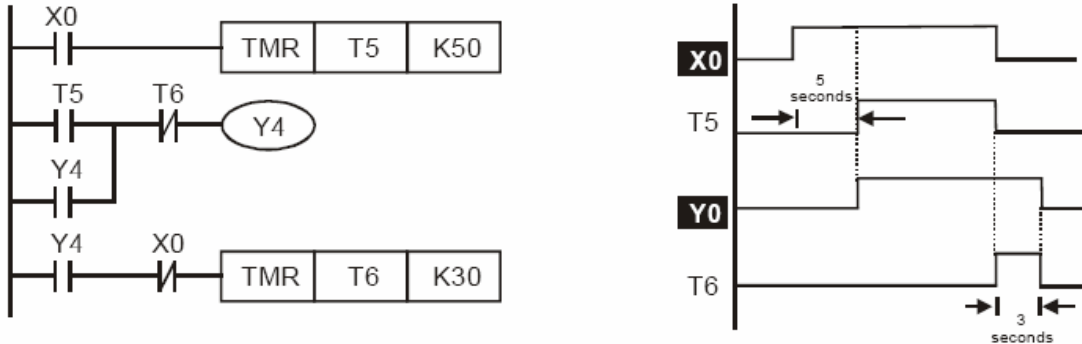 X0
TMR T5 K50
T5 T6
Y4
Y4
Y4 X0
TMR T6 K30
X0
5
seconds
T5
Y0
T6
3
seconds